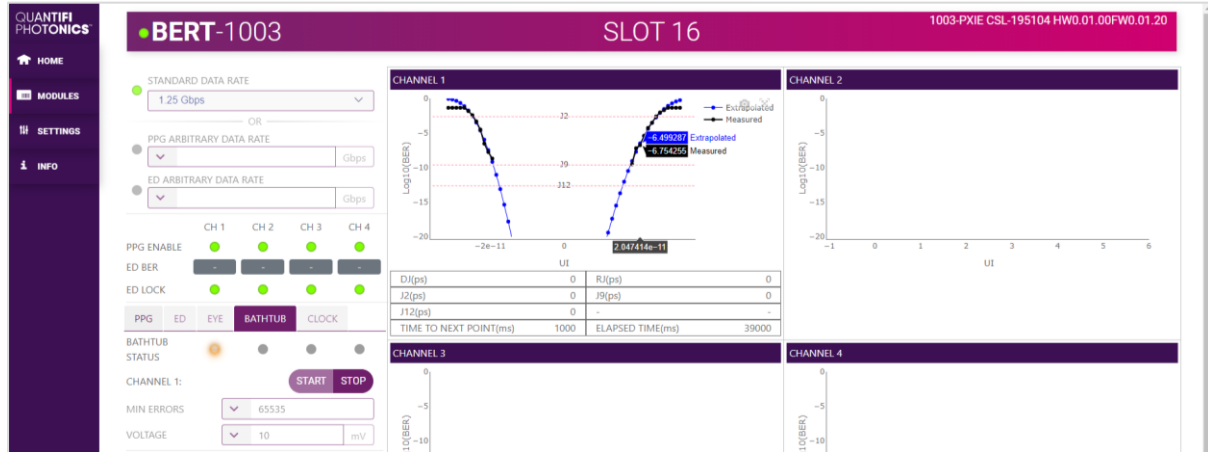 QUANTIFI
PHOTONICS™
HOME
MODULES
SETTINGS
INFO
BERT-1003
SLOT 16
1003-PXIE CSL-195104 HW0.01.00FW0.01.20
STANDARD DATA RATE
1.25 Gbps
OR
PPG ARBITRARY DATA RATE
Gbps
ED ARBITRARY DATA RATE
Gbps
CH 1 CH 2 CH 3 CH 4
PPG ENABLE
ED BER - - - -
ED LOCK
PPG ED EYE BATHTUB CLOCK
BATHTUB
STATUS
CHANNEL 1: START STOP
MIN ERRORS 65535
VOLTAGE 10 mV
CHANNEL 1
Extrapolated
Measured
0
−5
−10
−15
−20
Log10(BER)
J2
J9
J12
−6.499287 Extrapolated
−6.754255 Measured
−2e−11 0 2.047414e−11
UI
DJ(ps) 0 RJ(ps) 0
J2(ps) 0 J9(ps) 0
J12(ps) 0 - -
TIME TO NEXT POINT(ms) 1000 ELAPSED TIME(ms) 39000
CHANNEL 2
0
−5
−10
−15
−20
Log10(BER)
−1 0 1 2 3 4 5 6
UI
CHANNEL 3
0
−5
−10
10(BER)
CHANNEL 4
0
−5
−10
10(BER)